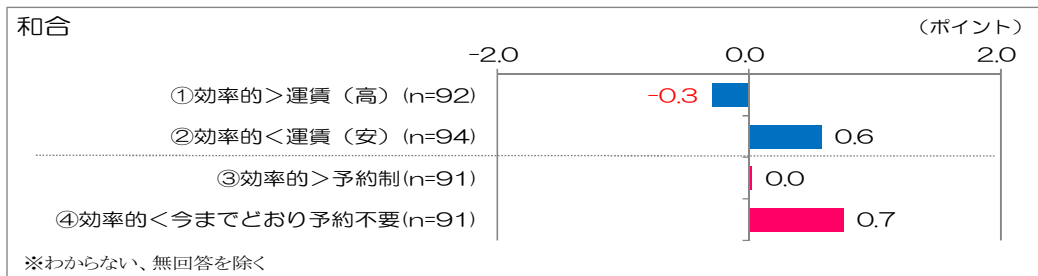 和合
（ポイント）
-2.0 0.0 2.0
①効率的＞運賃（高）(n=92) -0.3
②効率的＜運賃（安）(n=94) 0.6
③効率的＞予約制(n=91) 0.0
④効率的＜今までどおり予約不要(n=91) 0.7
※わからない、無回答を除く